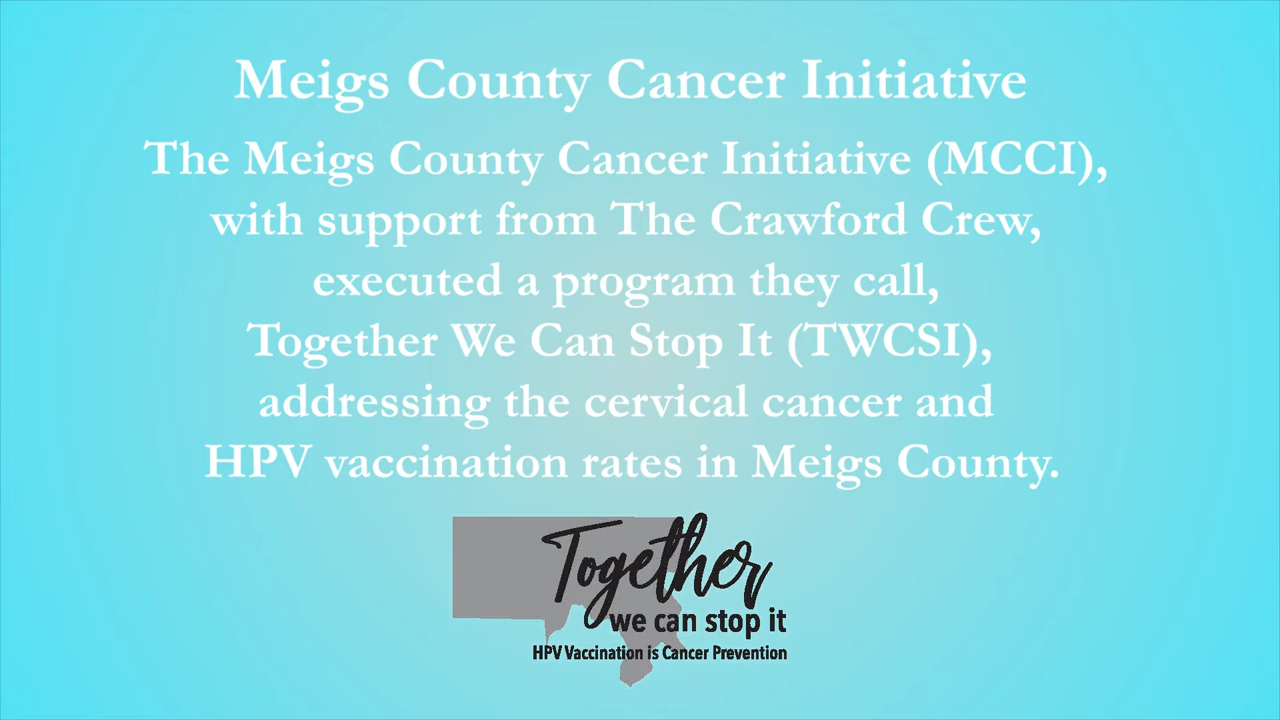 Meigs County Cancer Initiative
The Meigs County Cancer Initiative (MCCI),
with support from The Crawford Crew,
executed a program they call,
Together We Can Stop It (TWCSI),
addressing the cervical cancer and
HPV vaccination rates in Meigs County.
Together
we can stop it
HPV Vaccination is Cancer Prevention